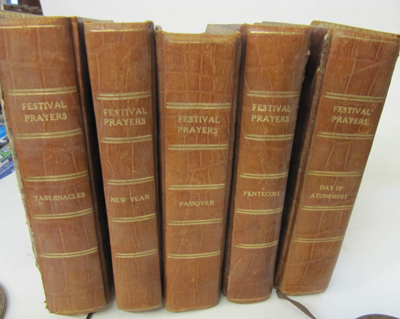 FESTIVAL
PRAYERS
TABERNACLES
FESTIVAL
PRAYERS
NEW YEAR
FESTIVAL
PRAYERS
PASSOVER
FESTIVAL
PRAYERS
PENTECOST
FESTIVAL
PRAYERS
DAY OF
ATONEMENT